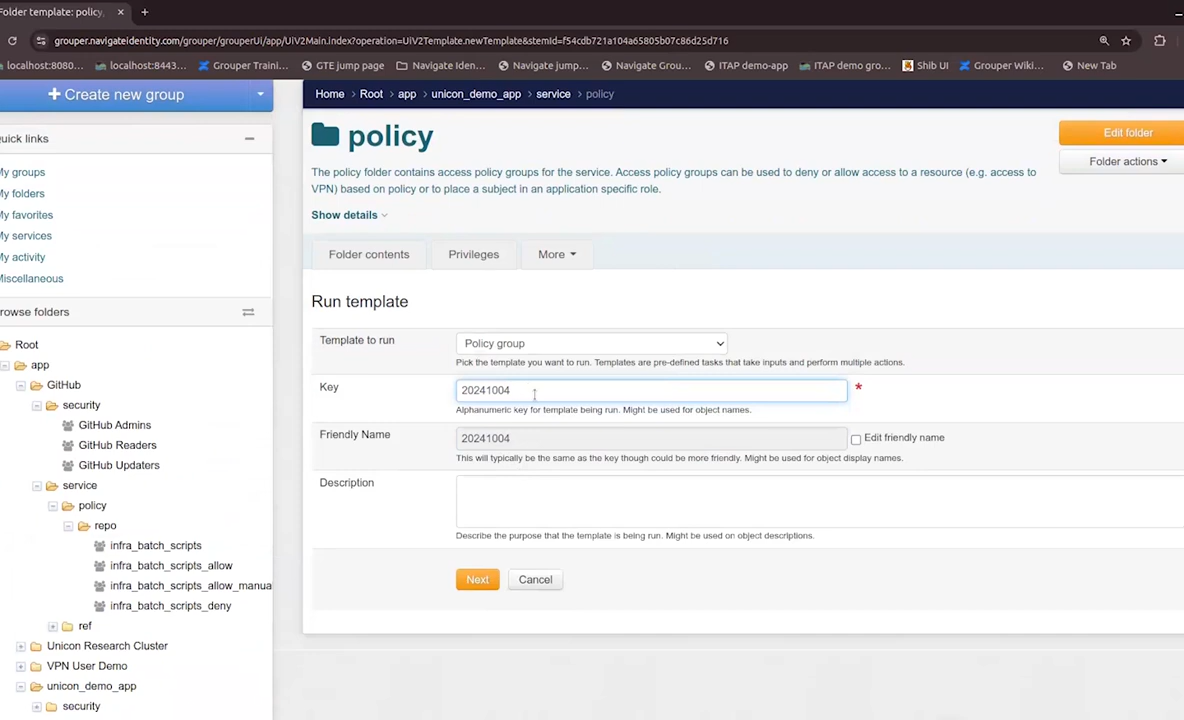 Folder template: policy,
grouper.navigateidentity.com/grouper/grouperUi/app/UiV2Main.index?operation=UiV2Template.newTemplate&stemId=f54cdb721a104a65805b07c86d25d716
localhost:8080... localhost:8443... Grouper Traini... GTE jump page Navigate Iden... Navigate jump... Navigate Grou... ITAP demo-app ITAP demo gro... Shib UI Grouper Wiki... New Tab
+ Create new group
Home > Root > app > unicon_demo_app > service > policy
policy
Edit folder
Quick links
The policy folder contains access policy groups for the service. Access policy groups can be used to deny or allow access to a resource (e.g. access to
VPN) based on policy or to place a subject in an application specific role.
Folder actions
My groups
My folders
Show details
My favorites
My services
My activity
Miscellaneous
Folder contents
Privileges
More
Run template
rowse folders
Template to run
Policy group
Pick the template you want to run. Templates are pre-defined tasks that take inputs and perform multiple actions.
Key
20241004
*
Alphanumeric key for template being run. Might be used for object names.
Friendly Name
20241004
Edit friendly name
This will typically be the same as the key though could be more friendly. Might be used for object display names.
Description
Describe the purpose that the template is being run. Might be used on object descriptions.
Next
Cancel
Root
app
GitHub
security
GitHub Admins
GitHub Readers
GitHub Updaters
service
policy
repo
infra_batch_scripts
infra_batch_scripts_allow
infra_batch_scripts_allow_manua
infra_batch_scripts_deny
ref
Unicon Research Cluster
VPN User Demo
unicon_demo_app
security